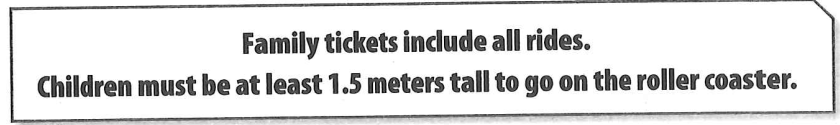 Family tickets include all rides.
Children must be at least 1.5 meters tall to go on the roller coaster.